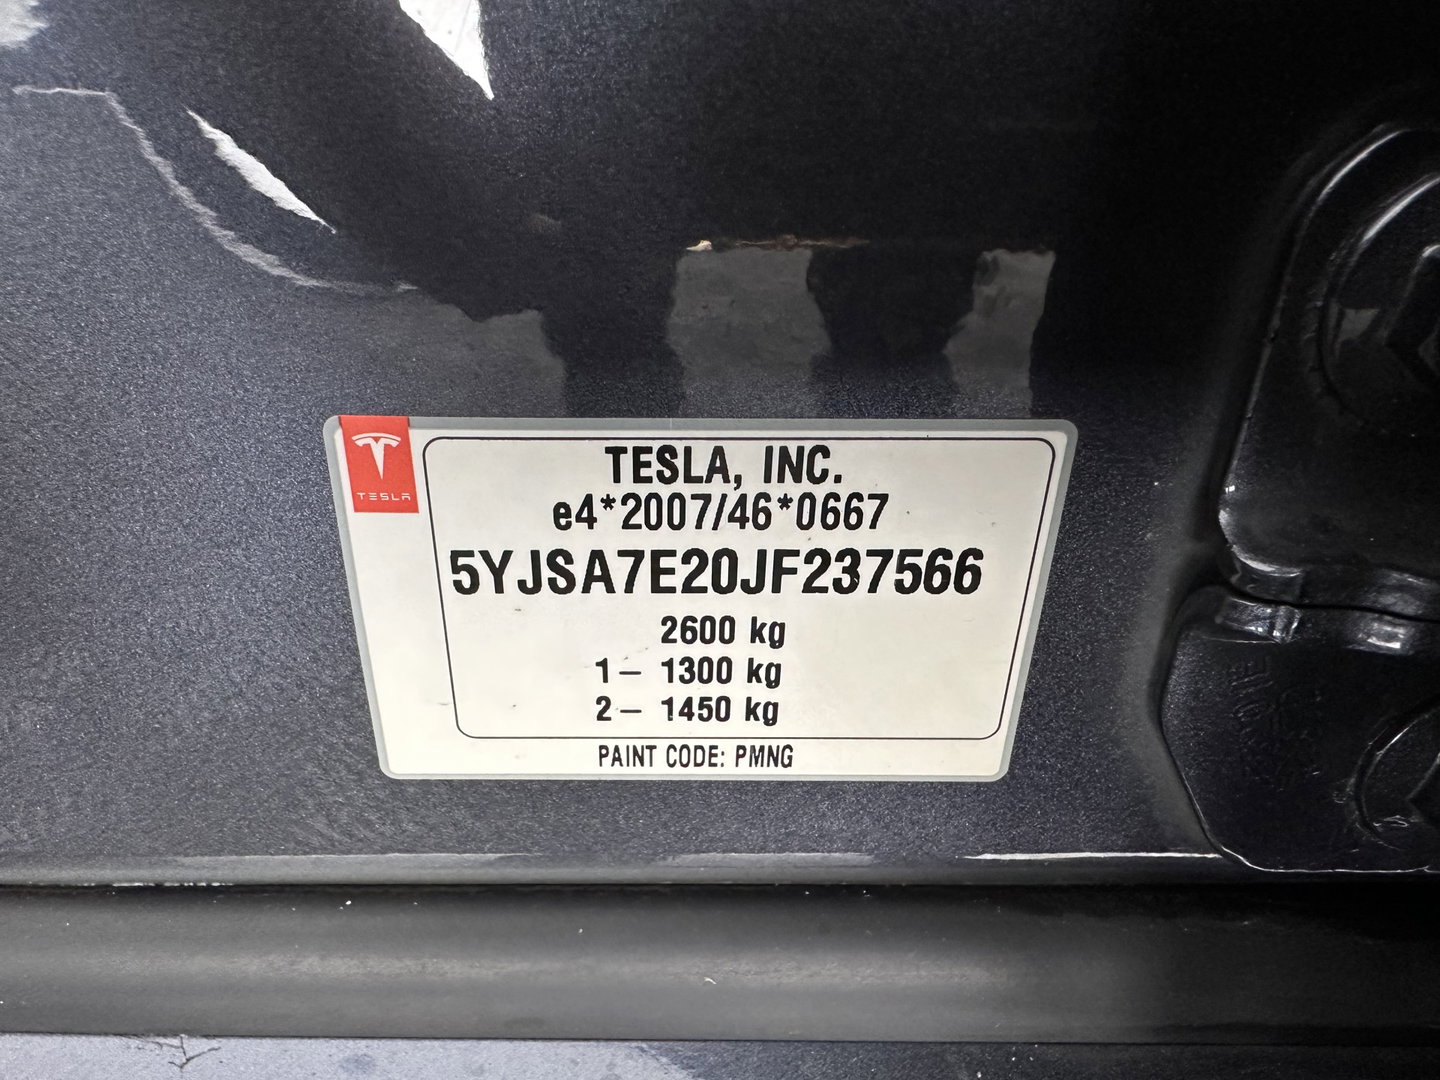 TESLA
TESLA, INC.
e4*2007/46*0667
5YJSA7E20JF237566
2600 kg
1– 1300 kg
2– 1450 kg
PAINT CODE: PMNG